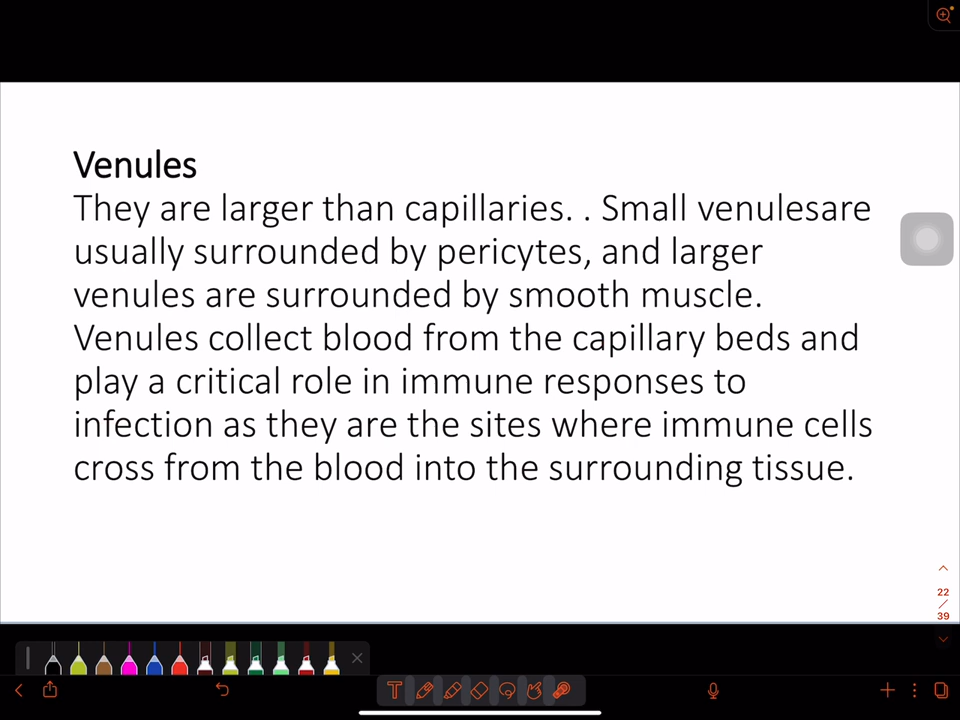 Venules
They are larger than capillaries. . Small venulesare
usually surrounded by pericytes, and larger
venules are surrounded by smooth muscle.
Venules collect blood from the capillary beds and
play a critical role in immune responses to
infection as they are the sites where immune cells
cross from the blood into the surrounding tissue.
22
/
39
T